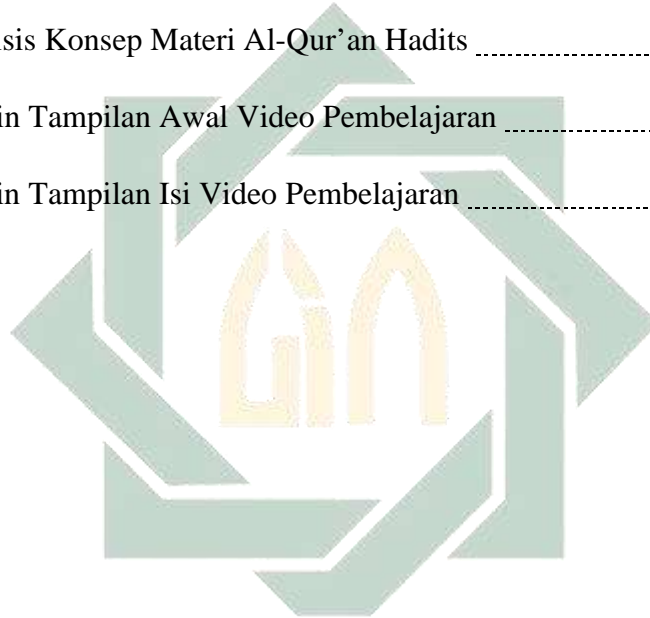 sis Konsep Materi Al-Qur’an Hadits
in Tampilan Awal Video Pembelajaran
in Tampilan Isi Video Pembelajaran